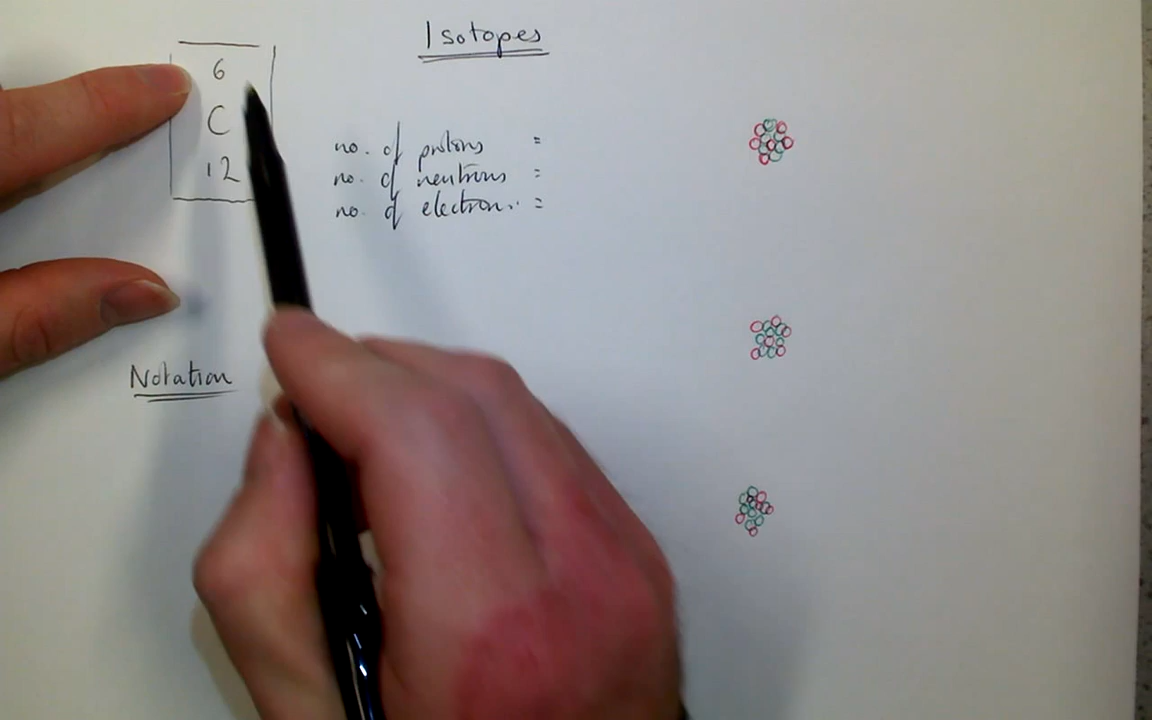 Isotopes
6
C
12
no. of protons =
no. of neutrons =
no. of electrons =
Notation